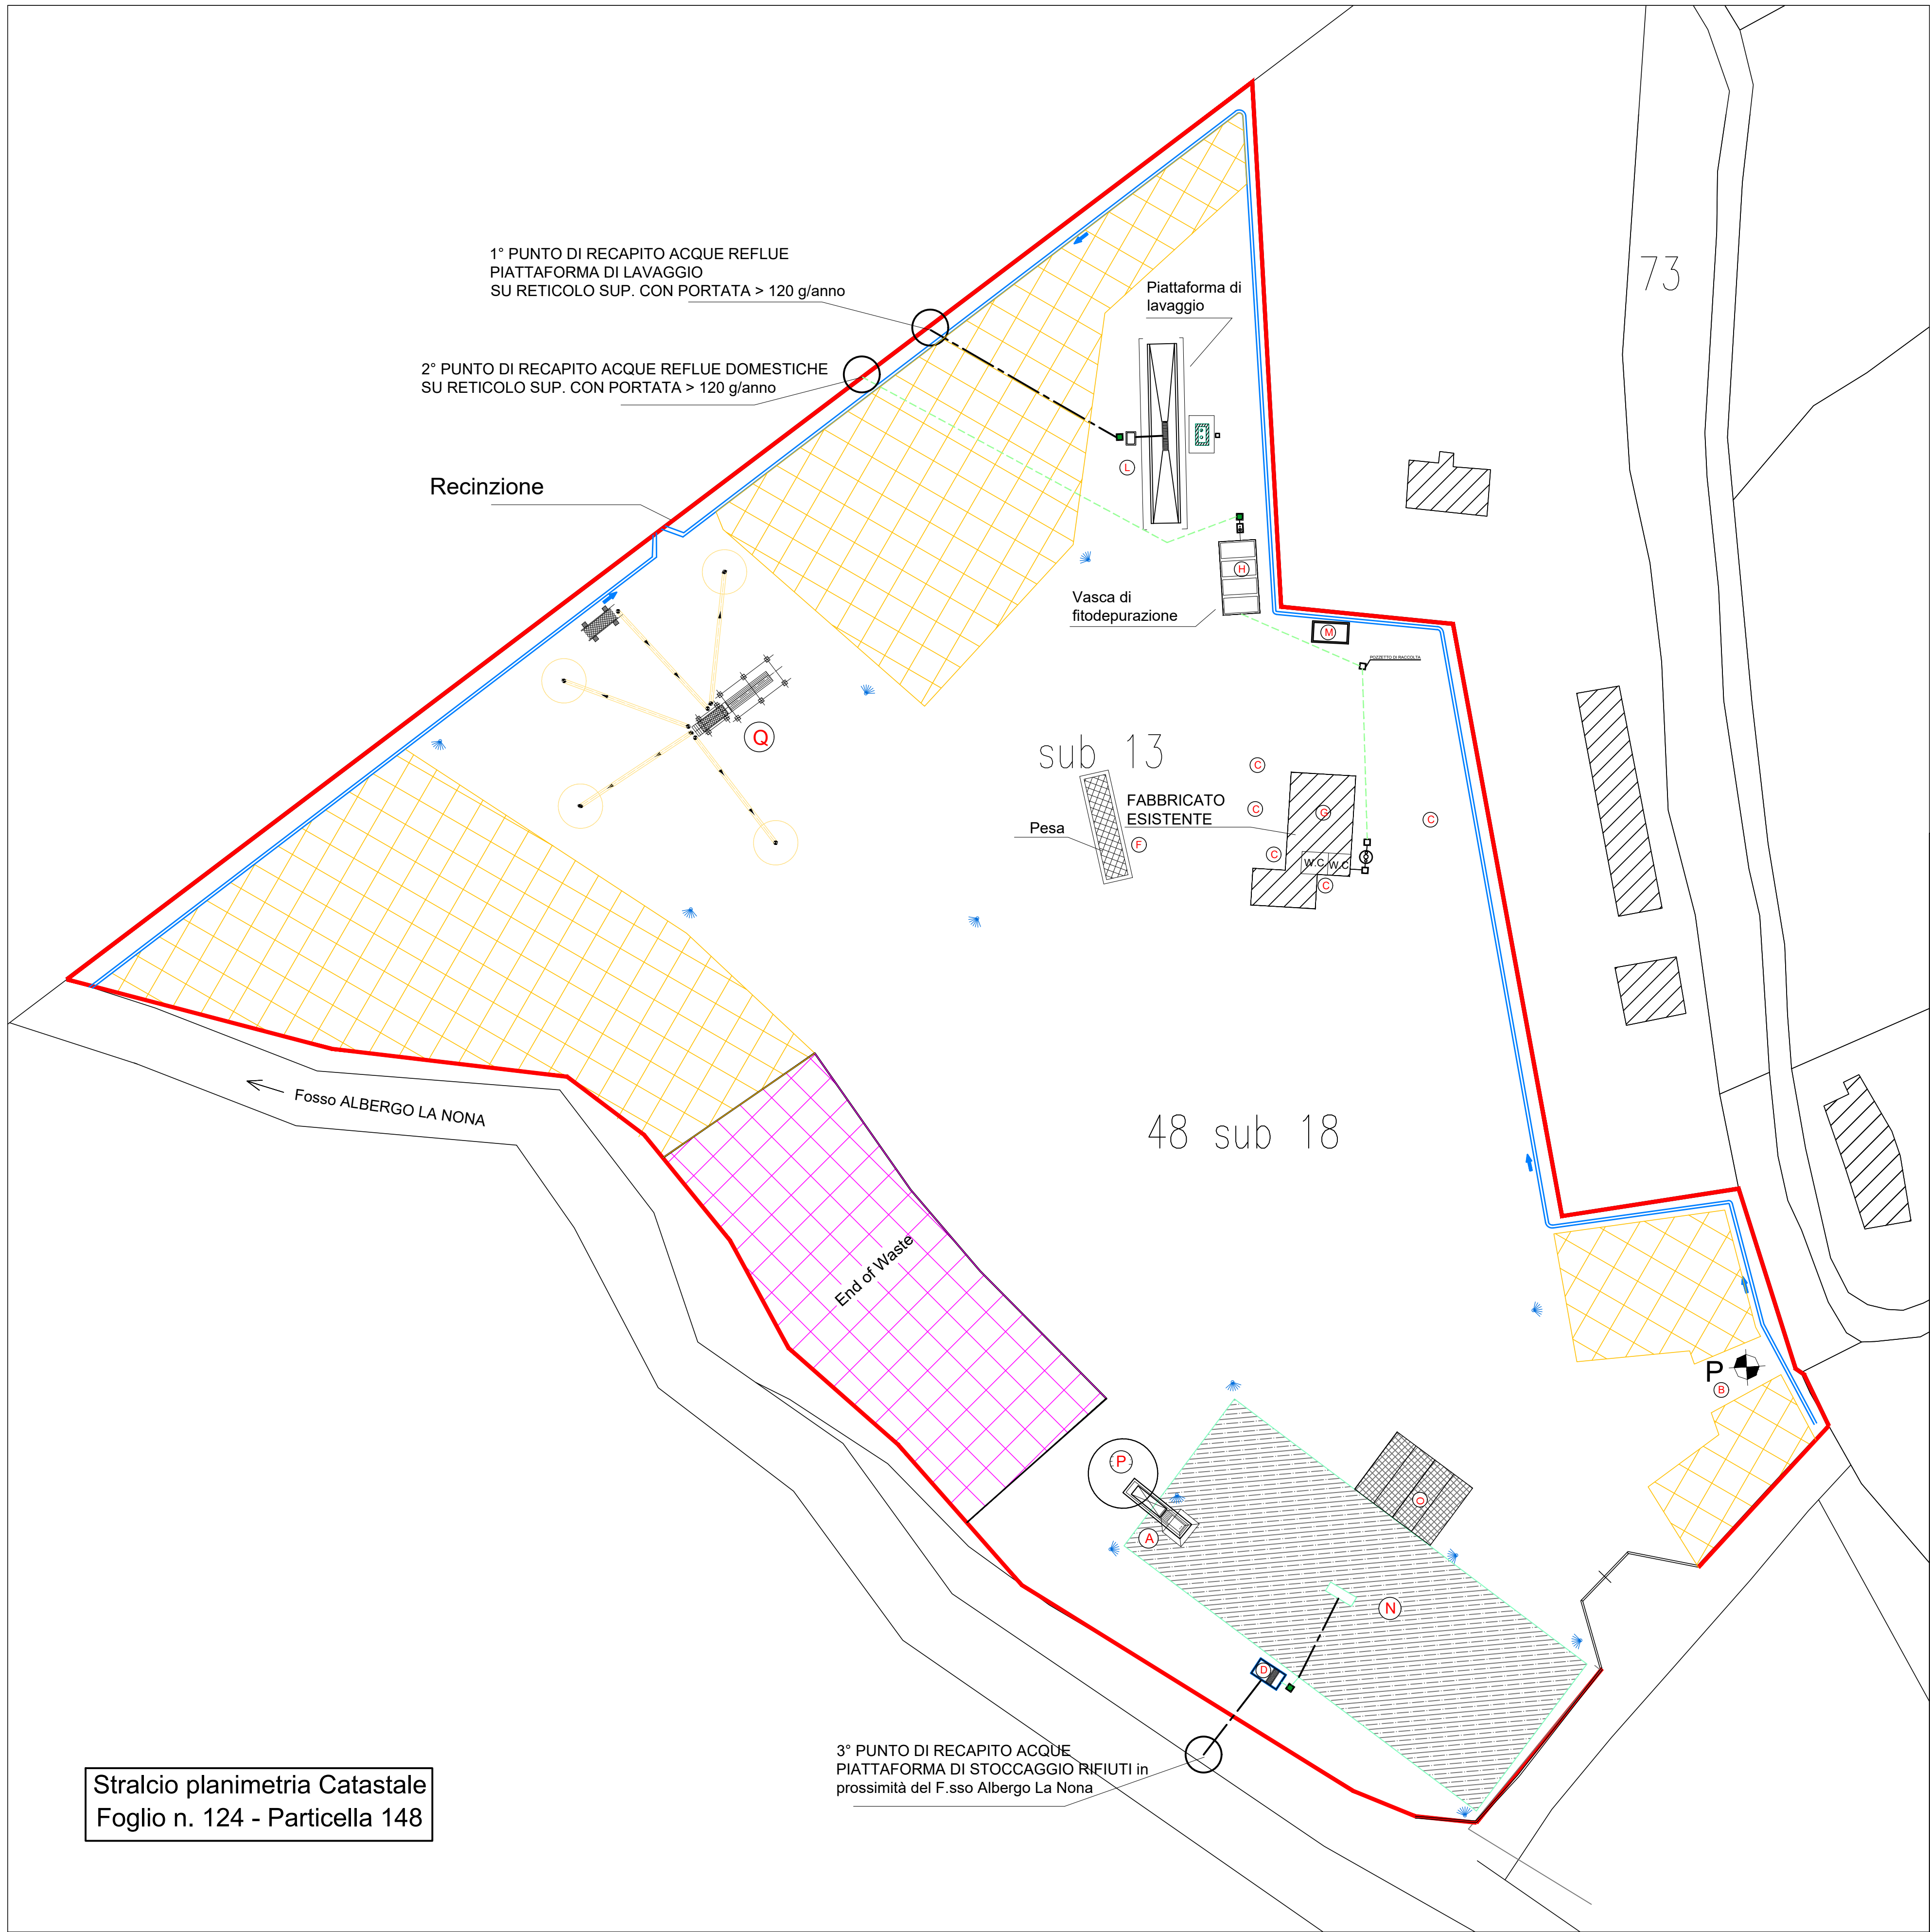 1° PUNTO DI RECAPITO ACQUE REFLUE
PIATTAFORMA DI LAVAGGIO
SU RETICOLO SUP. CON PORTATA > 120 g/anno
73
Piattaforma di
lavaggio
2° PUNTO DI RECAPITO ACQUE REFLUE DOMESTICHE
SU RETICOLO SUP. CON PORTATA > 120 g/anno
L
Recinzione
H
Vasca di
fitodepurazione
M
POZZETTO DI RACCOLTA
Q
sub 13
C
FABBRICATO
ESISTENTE
C
G
C
Pesa
F
C
W.C
W.C
C
Fosso ALBERGO LA NONA
48 sub 18
End of Waste
P
B
P
O
A
N
D
3° PUNTO DI RECAPITO ACQUE
PIATTAFORMA DI STOCCAGGIO RIFIUTI in
prossimità del F.sso Albergo La Nona
Stralcio planimetria Catastale
Foglio n. 124 - Particella 148